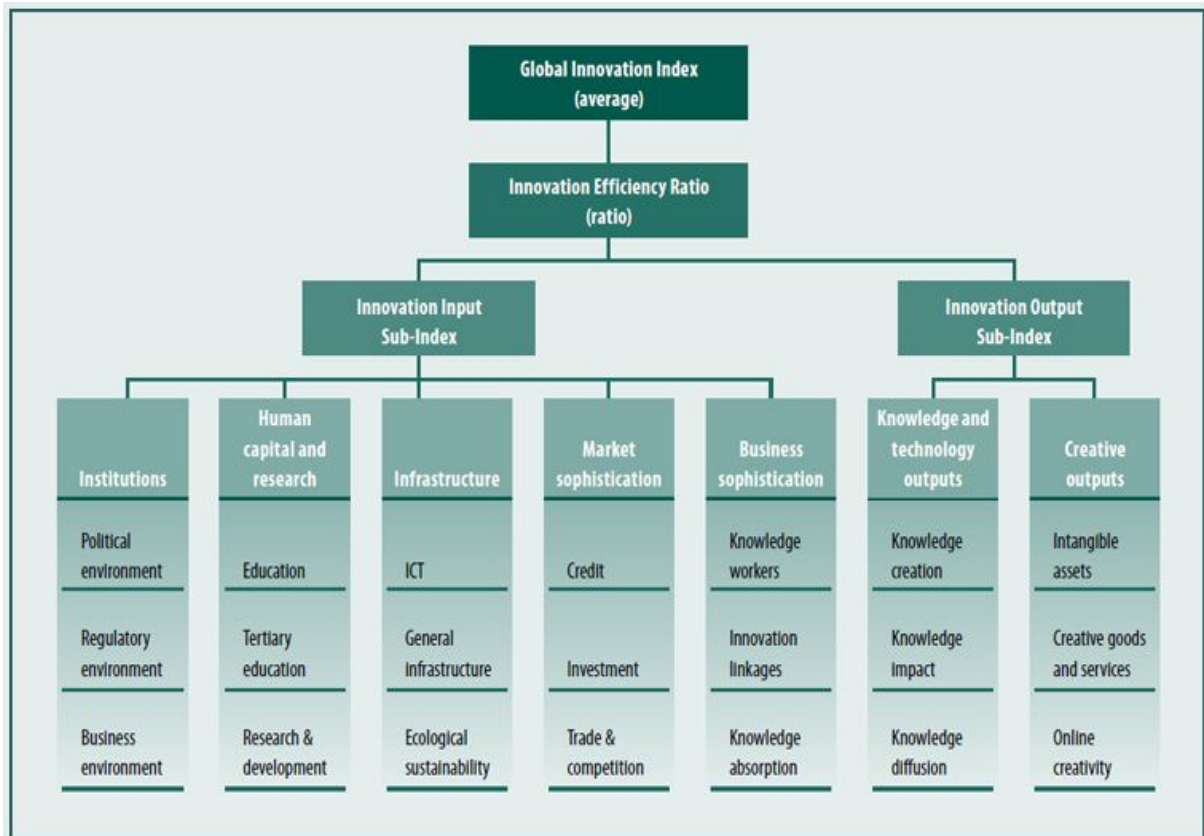 Global Innovation Index
(average)
Innovation Efficiency Ratio
(ratio)
Innovation Input
Sub-Index
Innovation Output
Sub-Index
Institutions
Human
capital and
research
Infrastructure
Market
sophistication
Business
sophistication
Knowledge and
technology
outputs
Creative
outputs
Political
environment
Education
ICT
Credit
Knowledge
workers
Knowledge
creation
Intangible
assets
Regulatory
environment
Tertiary
education
General
infrastructure
Investment
Innovation
linkages
Knowledge
impact
Creative goods
and services
Business
environment
Research &
development
Ecological
sustainability
Trade &
competition
Knowledge
absorption
Knowledge
diffusion
Online
creativity